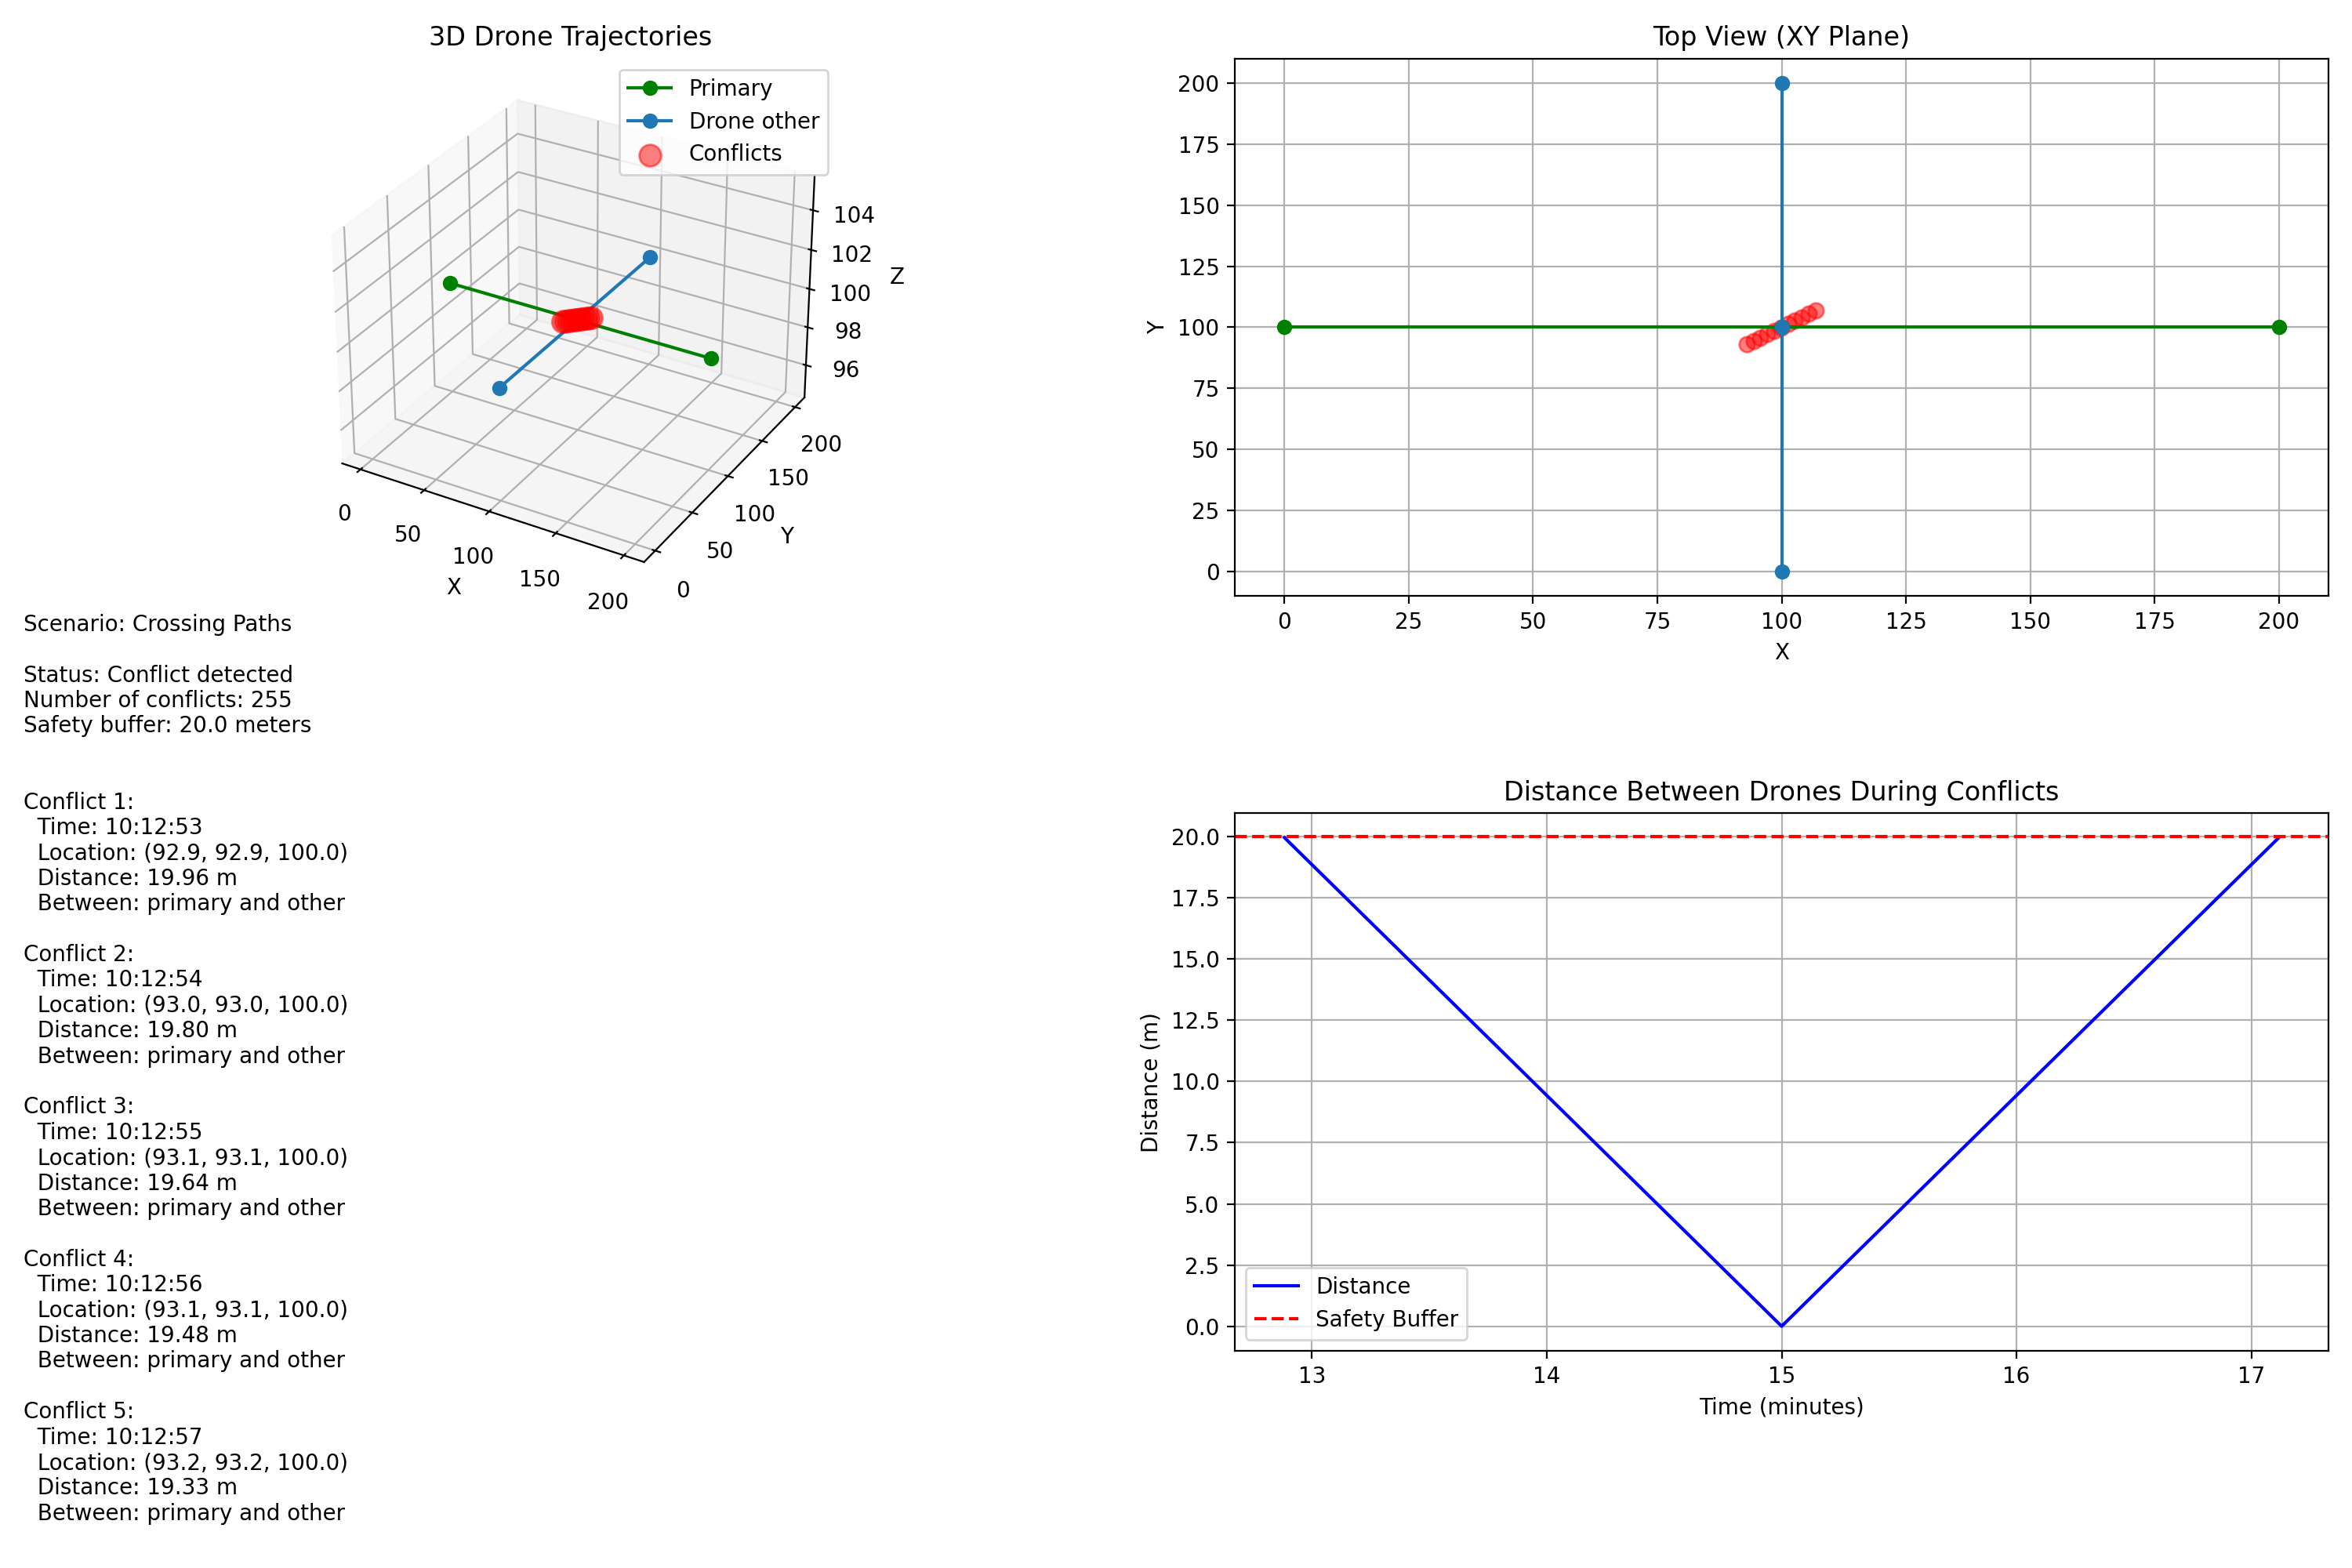 3D Drone Trajectories
Primary
Drone other
Conflicts
104
102
100
98
96
Z
0
50
100
150
200
X
0
50
100
150
200
Y
Top View (XY Plane)
200
175
150
125
100
75
50
25
0
Y
0
25
50
75
100
125
150
175
200
X
Scenario: Crossing Paths
Status: Conflict detected
Number of conflicts: 255
Safety buffer: 20.0 meters
Conflict 1:
Time: 10:12:53
Location: (92.9, 92.9, 100.0)
Distance: 19.96 m
Between: primary and other
Conflict 2:
Time: 10:12:54
Location: (93.0, 93.0, 100.0)
Distance: 19.80 m
Between: primary and other
Conflict 3:
Time: 10:12:55
Location: (93.1, 93.1, 100.0)
Distance: 19.64 m
Between: primary and other
Conflict 4:
Time: 10:12:56
Location: (93.1, 93.1, 100.0)
Distance: 19.48 m
Between: primary and other
Conflict 5:
Time: 10:12:57
Location: (93.2, 93.2, 100.0)
Distance: 19.33 m
Between: primary and other
Distance Between Drones During Conflicts
20.0
17.5
15.0
12.5
10.0
7.5
5.0
2.5
0.0
Distance (m)
Distance
Safety Buffer
13
14
15
16
17
Time (minutes)